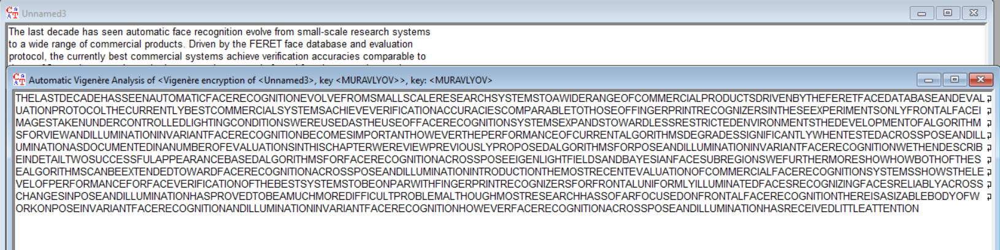 Unnamed3
The last decade has seen automatic face recognition evolve from small-scale research systems
to a wide range of commercial products. Driven by the FERET face database and evaluation
protocol, the currently best commercial systems achieve verification accuracies comparable to
Automatic Vigenère Analysis of <Vigenère encryption of <Unnamed3>, key <MURAVLYOV>>, key: <MURAVLYOV>
THELASTDECADEHASSEENAUTOMATICFACERECOGNITIONEVOLVEFROMSMALLSCALERESEARCHSYSTEMSTOAWIDERANGEOFCOMMERCIALPRODUCTSDRIVENBYTHEFERETFACEDATABASEANDEVAL
UATIONPROTOCOLTHECURRENTLYBESTCOMMERCIALSYSTEMSACHIEVEVERIFICATIONACCURACIESCOMPARABLETOTHOSEOFFINGERPRINTRECOGNIZERSINTHESEEXPERIMENTSONLYFRONTALFACEI
MAGESTAKENUNDERCONTROLLEDLIGHTINGCONDITIONSWEREUSEDASTHEUSEOFFACERECOGNITIONSYSTEMSEXPANDSTOWARDLESSRESTRICTEDENVIRONMENTSTHEDEVELOPMENTOFALGORITHM
SFORVIEWANDILLUMINATIONINVARIANTFACERECOGNITIONBECOMESIMPORTANTHOWEVERTHEPERFORMANCEOFCURRENTALGORITHMSDEGRADESSIGNIFICANTLYWHENTESTEDACROSSPOSEANDILL
UMINATIONASDOCUMENTEDINANUMBEROFEVALUATIONSINTHISCHAPTERWEREVIEWPREVIOUSLYPROPOSEDALGORITHMSFORPOSEANDILLUMINATIONINVARIANTFACERECOGNITIONWETHENDESCRIB
EINDETAILTWOSUCCESSFULAPPEARANCEBASEDALGORITHMSFORFACERECOGNITIONACROSSPOSEEIGENLIGHTFIELDSANDBAYESIANFACESUBREGIONSWEFURTHERMORESHOWHOWBOTHOFTHES
EALGORITHMSCANBEEXTENDEDTOWARDFACERECOGNITIONACROSSPOSEANDILLUMINATIONINTRODUCTIONTHEMOSTRECENTEVALUATIONOFCOMMERCIALFACERECOGNITIONSYSTEMSSHOWSTHELE
VELOFPERFORMANCEFORFACEVERIFICATIONOFTHEBESTSYSTEMSTOBEONPARWITHFINGERPRINTRECOGNIZERSFORFRONTALUNIFORMLYILLUMINATEDFACESRECOGNIZINGFACESRELIABLYACROSS
CHANGESINPOSEANDILLUMINATIONHASPROVEDTOBEAMUCHMOREDIFFICULTPROBLEMALTHOUGHMOSTRESEARCHHASSOFARFOCUSEDONFRONTALFACERECOGNITIONTHEREISASIZABLEBODYOFW
ORKONPOSEINVARIANTFACERECOGNITIONANDILLUMINATIONINVARIANTFACERECOGNITIONHOWEVERFACERECOGNITIONACROSSPOSEANDILLUMINATIONHASRECEIVEDLITTLEATTENTION